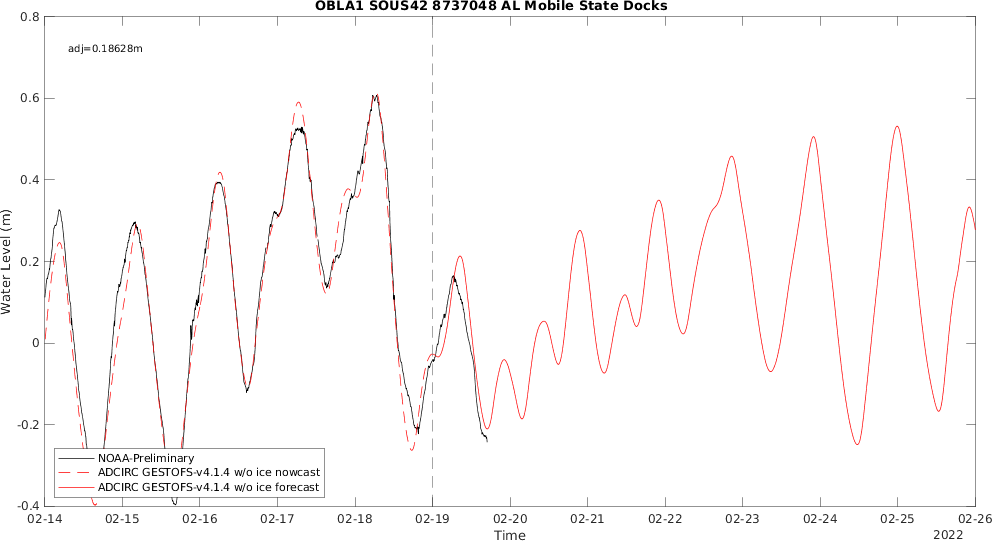 OBLA1 SOUS42 8737048 AL Mobile State Docks
adj=0.18628m
Water Level (m)
0.8
0.6
0.4
0.2
0
-0.2
-0.4
NOAA-Preliminary
ADCIRC GESTOFS-v4.1.4 w/o ice nowcast
ADCIRC GESTOFS-v4.1.4 w/o ice forecast
02-14 02-15 02-16 02-17 02-18 02-19 02-20 02-21 02-22 02-23 02-24 02-25 02-26
Time
2022